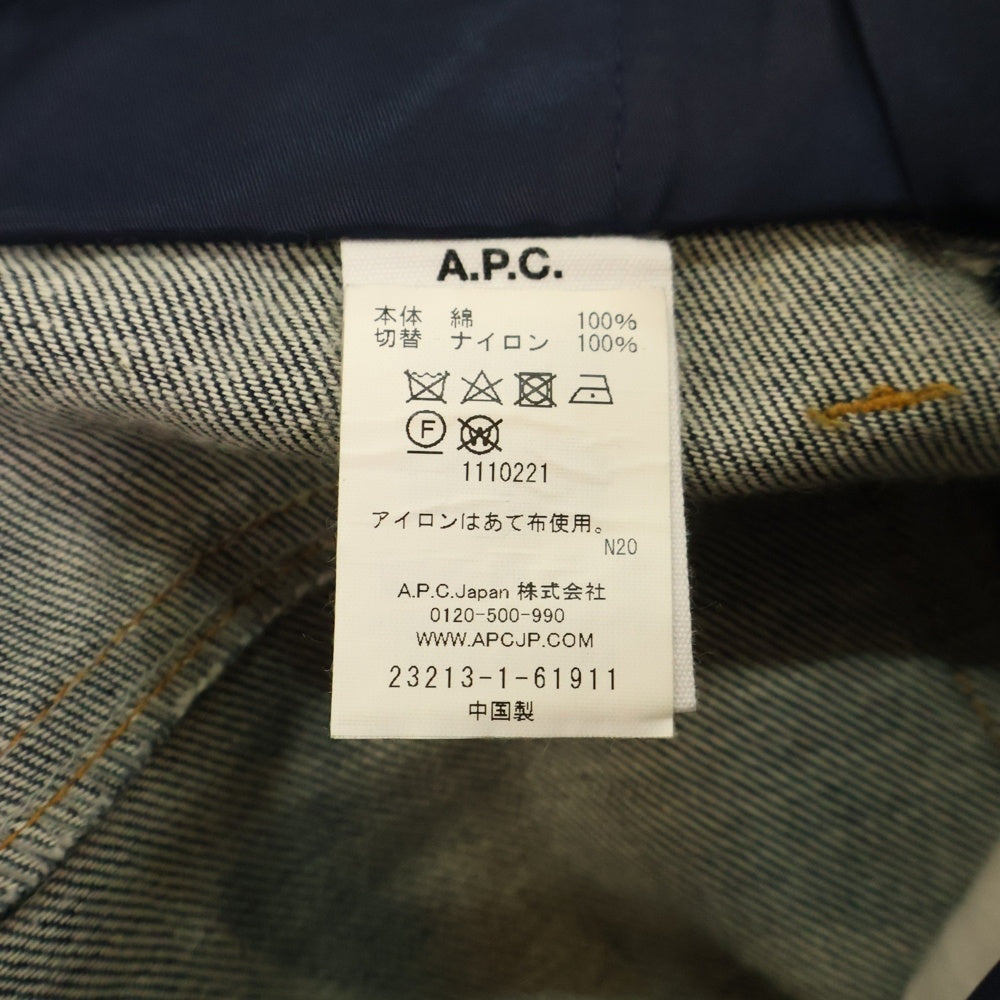 A.P.C.
本体 綿 100%
切替 ナイロン 100%
F W
1110221
アイロンはあて布使用。
N20
A.P.C.Japan 株式会社
0120-500-990
WWW.APCJP.COM
23213-1-61911
中国製